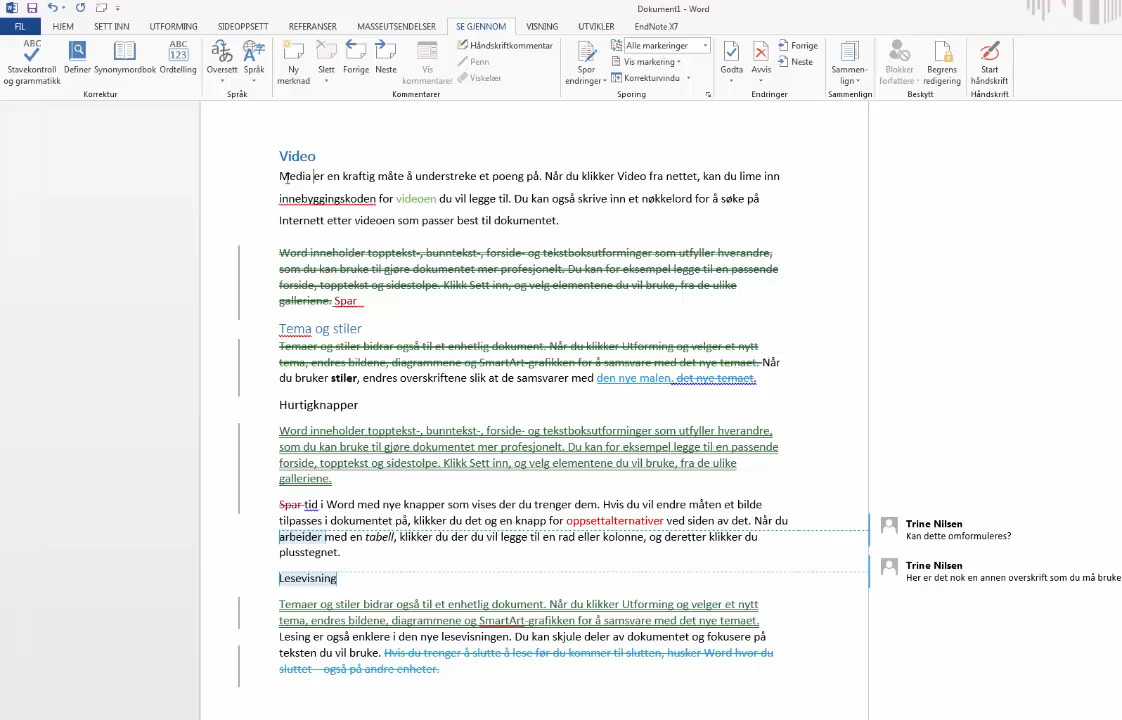 Dokument1 - Word
FIL HJEM SETT INN UTFORMING SIDEOPPSETT REFERANSER MASSEUTSENDELSER SE GJENNOM VISNING UTVIKLER EndNote X7
ABC ABC 123
Stavekontroll og grammatikk
Definer
Synonymordbok
Ordtelling
Korrektur
Oversett
Språk
Språk
Ny merknad
Slett
Forrige
Neste
Vis kommentarer
Håndskriftkommentar
Penn
Viskelær
Kommentarer
Spor endringer
Alle markeringer
Vis markering
Korrekturvindu
Sporing
Godta
Avvis
Forrige
Neste
Endringer
Sammen-
lign
Sammenlign
Blokker forfattere
Begrens redigering
Beskytt
Start håndskrift
Håndskrift
Video
Media er en kraftig måte å understreke et poeng på. Når du klikker Video fra nettet, kan du lime inn
innebyggingskoden for videoen du vil legge til. Du kan også skrive inn et nøkkelord for å søke på
Internett etter videoen som passer best til dokumentet.
Word inneholder topptekst-, bunntekst-, forside- og tekstboksutforminger som utfyller hverandre,
som du kan bruke til gjøre dokumentet mer profesjonelt. Du kan for eksempel legge til en passende
forside, topptekst og sidestolpe. Klikk Sett inn, og velg elementene du vil bruke, fra de ulike
galleriene. Spar
Tema og stiler
Temaer og stiler bidrar også til et enhetlig dokument. Når du klikker Utforming og velger et nytt
tema, endres bildene, diagrammene og SmartArt-grafikken for å samsvare med det nye temaet. Når
du bruker stiler, endres overskriftene slik at de samsvarer med den nye malen. det nye temaet.
Hurtigknapper
Word inneholder topptekst-, bunntekst-, forside- og tekstboksutforminger som utfyller hverandre,
som du kan bruke til gjøre dokumentet mer profesjonelt. Du kan for eksempel legge til en passende
forside, topptekst og sidestolpe. Klikk Sett inn, og velg elementene du vil bruke, fra de ulike
galleriene.
Spar tid i Word med nye knapper som vises der du trenger dem. Hvis du vil endre måten et bilde
tilpasses i dokumentet på, klikker du det og en knapp for oppsettalternativer ved siden av det. Når du
arbeider med en tabell, klikker du der du vil legge til en rad eller kolonne, og deretter klikker du
plusstegnet.
Lesevisning
Temaer og stiler bidrar også til et enhetlig dokument. Når du klikker Utforming og velger et nytt
tema, endres bildene, diagrammene og SmartArt-grafikken for å samsvare med det nye temaet.
Lesing er også enklere i den nye lesevisningen. Du kan skjule deler av dokumentet og fokusere på
teksten du vil bruke. Hvis du trenger å slutte å lese før du kommer til slutten, husker Word hvor du
sluttet – også på andre enheter.
Trine Nilsen
Kan dette omformuleres?
Trine Nilsen
Her er det nok en annen overskrift som du må bruke